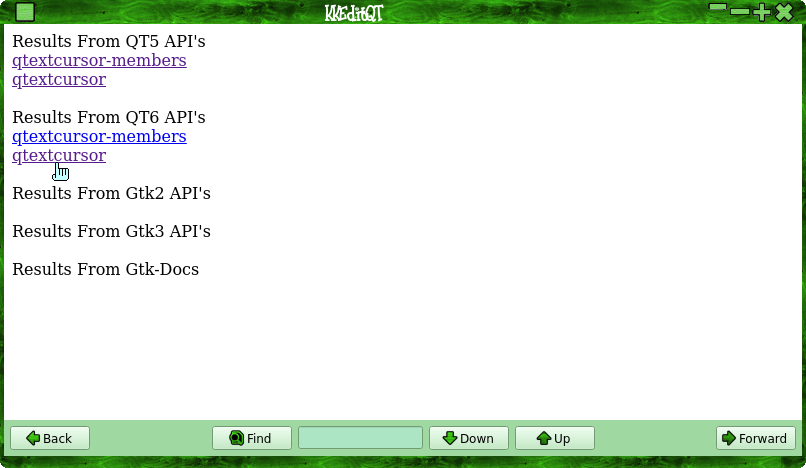 KKEditQT
Results From QT5 API's
qtextcursor-members
qtextcursor
Results From QT6 API's
qtextcursor-members
qtextcursor
Results From Gtk2 API's
Results From Gtk3 API's
Results From Gtk-Docs
Back Find Down Up Forward